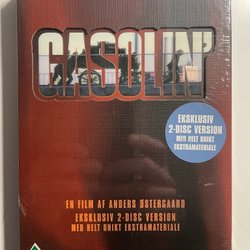 GASOLIN'
EKSKLUSIV
2-DISC VERSION
MED HELT UNIKT
EKSTRAMATERIALE
EN FILM AF ANDERS ØSTERGAARD
EKSKLUSIV 2-DISC VERSION
MED HELT UNIKT EKSTRAMATERIALE